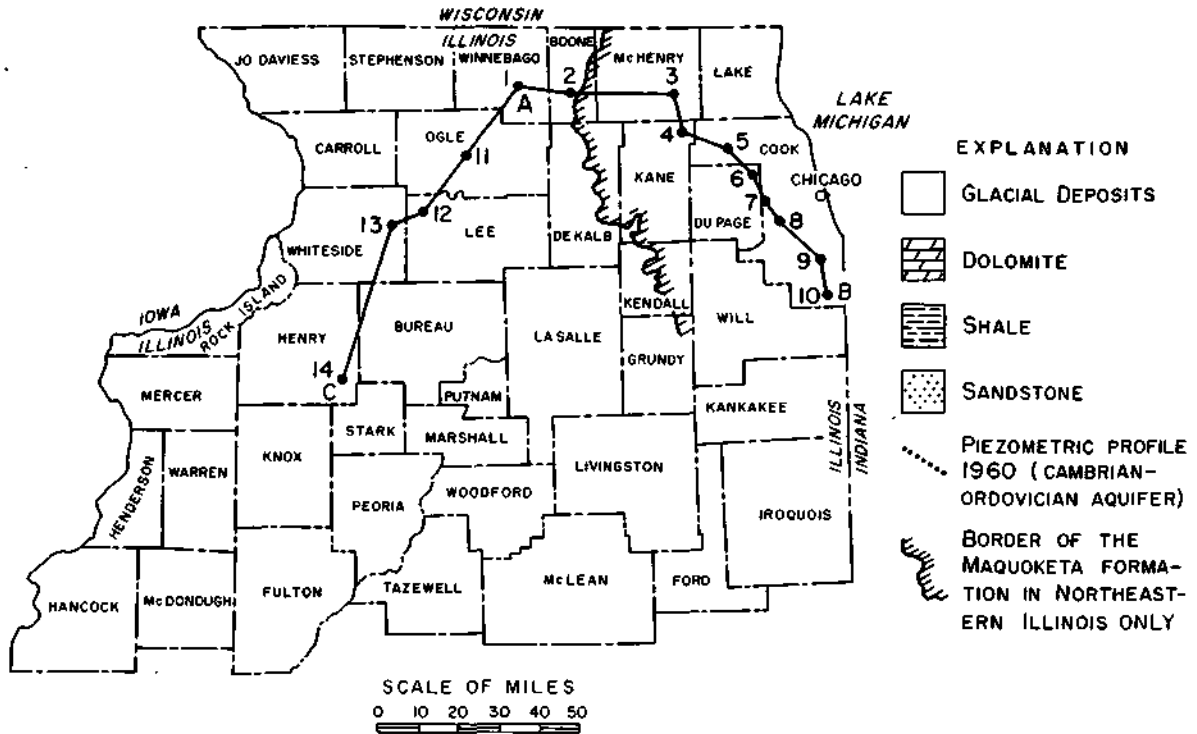 WISCONSIN
ILLINOIS
JO DAVIESS
STEPHENSON
WINNEBAGO
BOONE
McHENRY
LAKE
LAKE MICHIGAN
A
2
3
4
5
COOK
CARROLL
OGLE
11
KANE
6
CHICAGO
7
DU PAGE
8
12
13
LEE
DEKALB
WHITESIDE
9
10
B
KENDALL
WILL
IOWA
ILLINOIS
ROCK ISLAND
HENRY
BUREAU
LA SALLE
GRUNDY
14
C
MERCER
PUTNAM
KANKAKEE
STARK
MARSHALL
ILLINOIS
INDIANA
KNOX
WARREN
HENDERSON
LIVINGSTON
WOODFORD
PEORIA
IROQUOIS
HANCOCK
McDONOUGH
FULTON
TAZEWELL
McLEAN
FORD
SCALE OF MILES
0 10 20 30 40 50
EXPLANATION
GLACIAL DEPOSITS
DOLOMITE
SHALE
SANDSTONE
PIEZOMETRIC PROFILE
1960 (CAMBRIAN-
ORDOVICIAN AQUIFER)
BORDER OF THE
MAQUOKETA FORMA-
TION IN NORTHEAST-
ERN ILLINOIS ONLY